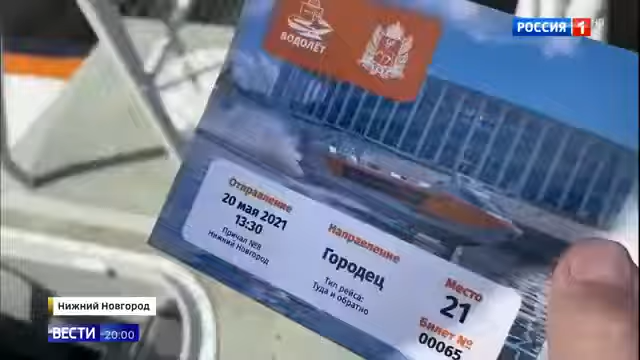 РОССИЯ 1
ВОДОЛЁТ
Отправление
20 мая 2021
13:30
Причал №8
Нижний Новгород
Направление
Городец
Тип рейса:
Туда и обратно
Место
21
Билет №
00065
Нижний Новгород
ВЕСТИ 20:00